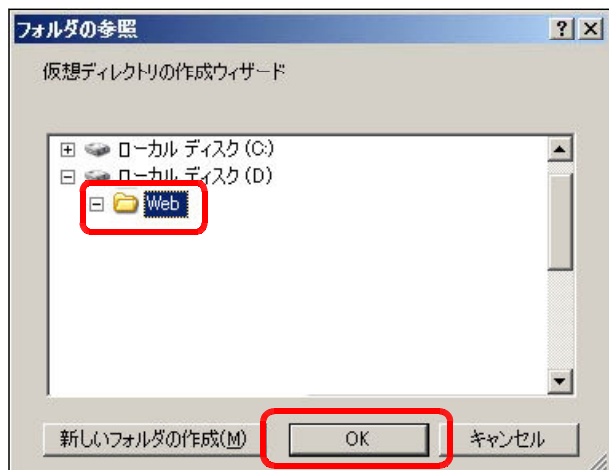 フォルダの参照
仮想ディレクトリの作成ウィザード
ローカル ディスク (C:)
ローカル ディスク (D)
Web
新しいフォルダの作成(M) OK キャンセル